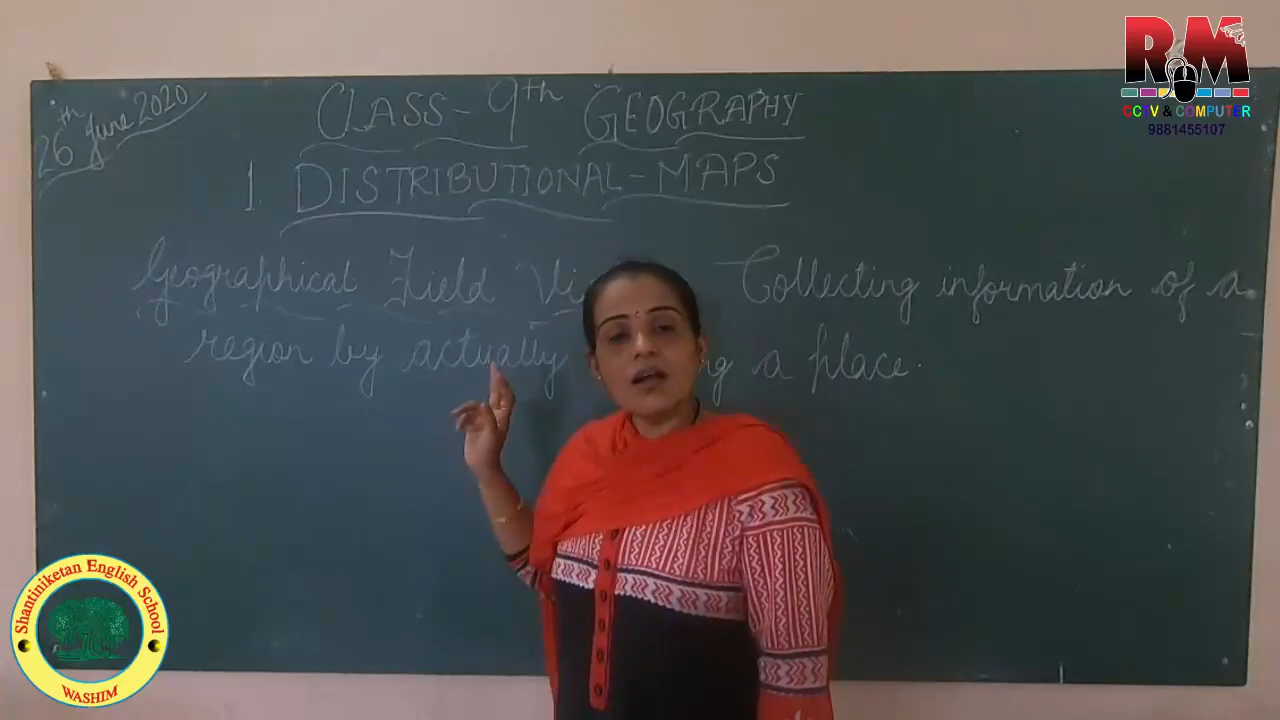 26th June 2020
CLASS - 9th GEOGRAPHY
1. DISTRIBUTIONAL - MAPS
Geographical Field Vi
Collecting information of a
region by actually ng a place.
RM
CCTV & COMPUTER
9881455107
Shantiniketan English School
WASHIM